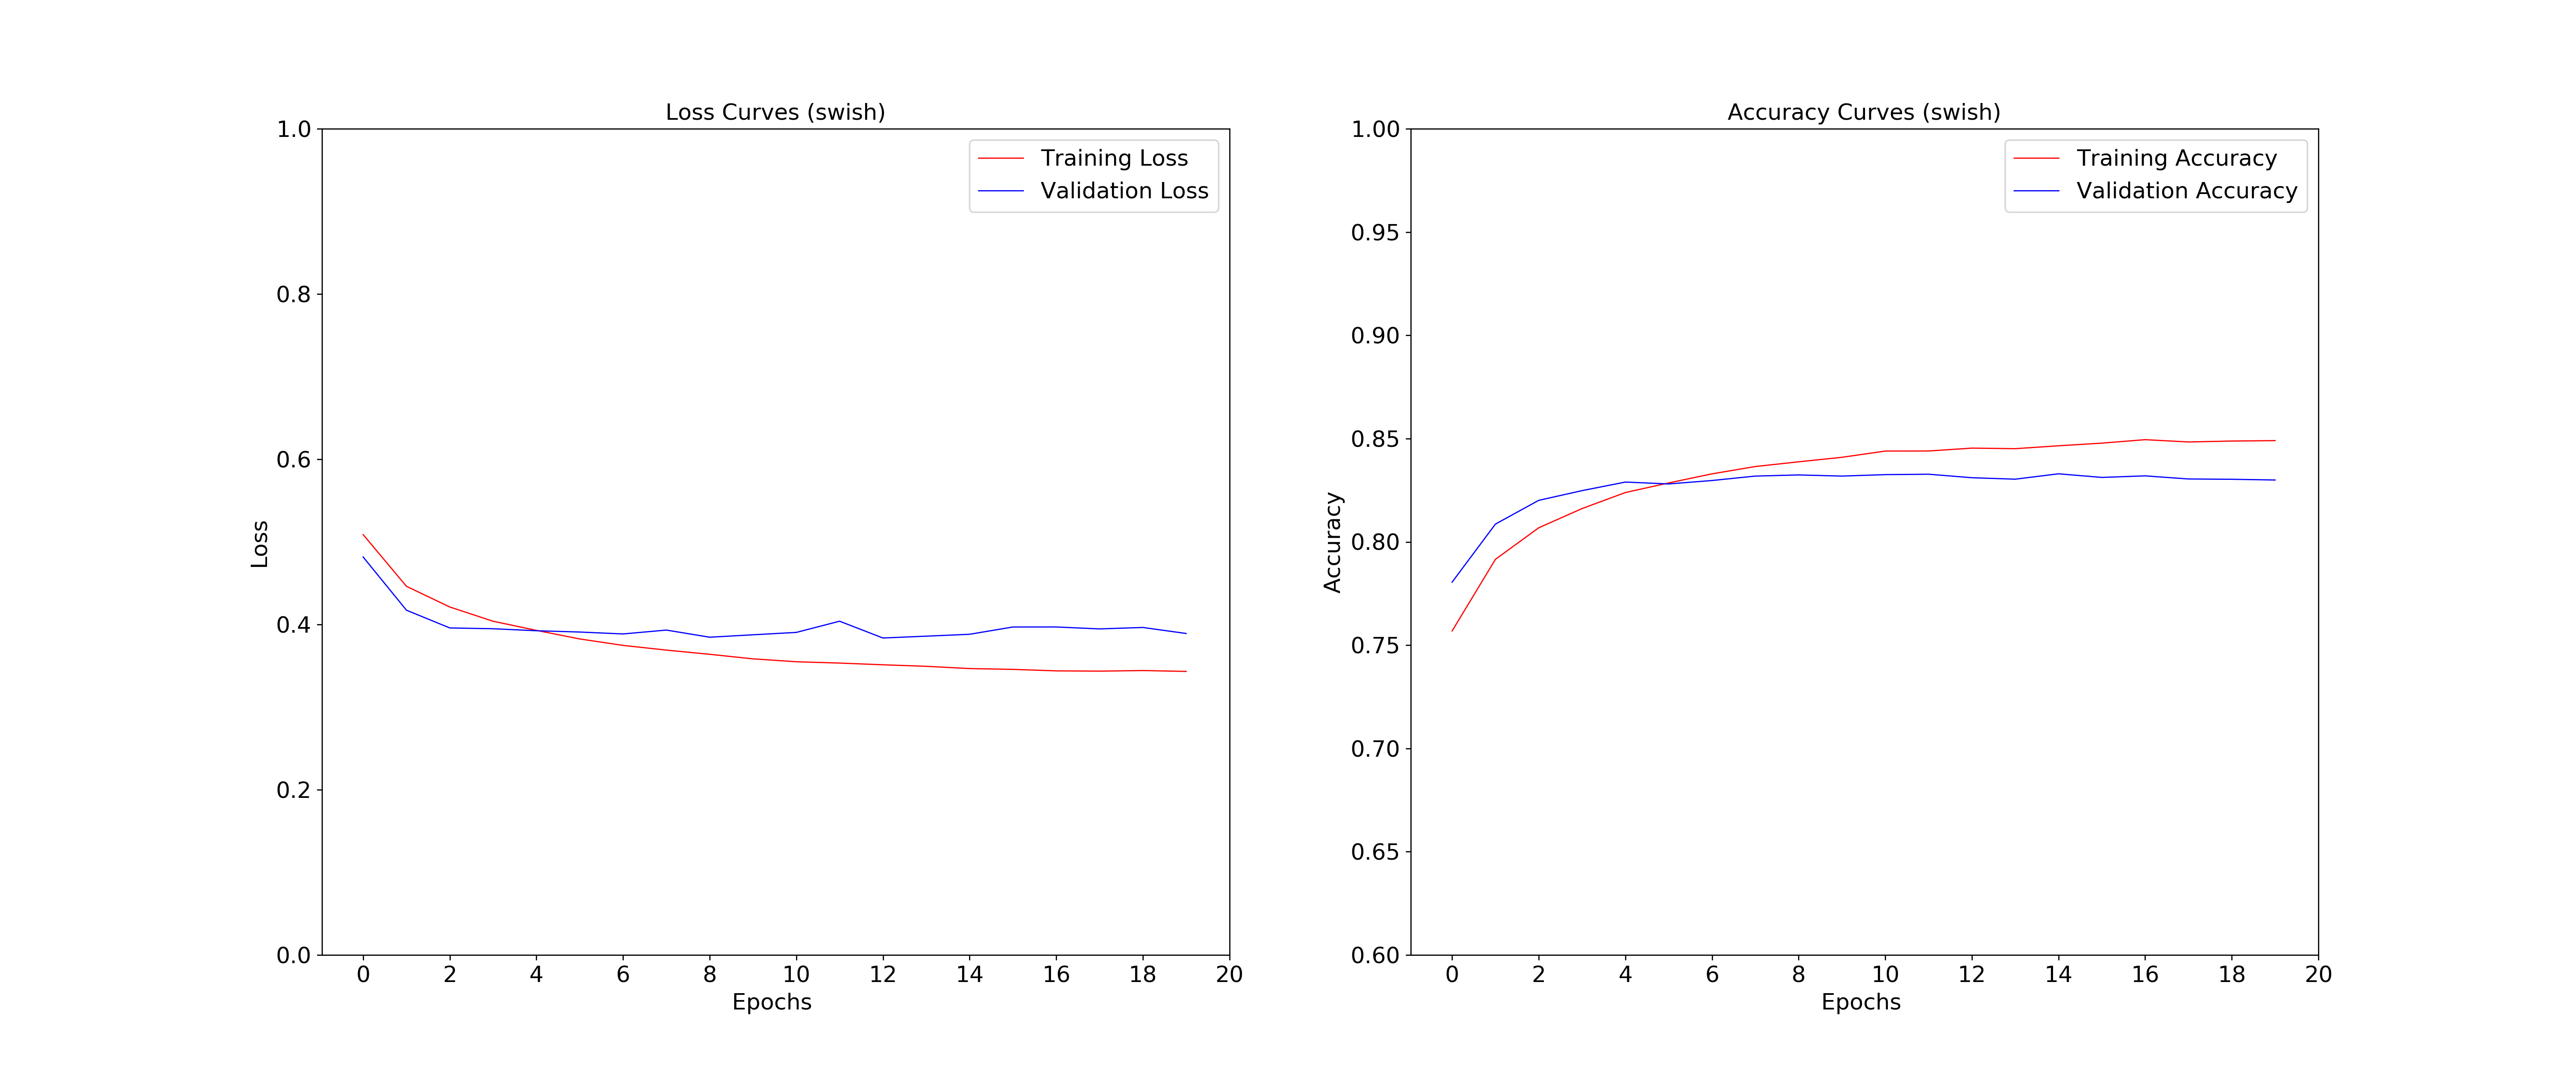 Loss Curves (swish)
1.0
0.8
0.6
0.4
0.2
0.0
Loss
Training Loss
Validation Loss
0 2 4 6 8 10 12 14 16 18 20
Epochs
Accuracy Curves (swish)
1.00
0.95
0.90
0.85
0.80
0.75
0.70
0.65
0.60
Accuracy
Training Accuracy
Validation Accuracy
0 2 4 6 8 10 12 14 16 18 20
Epochs